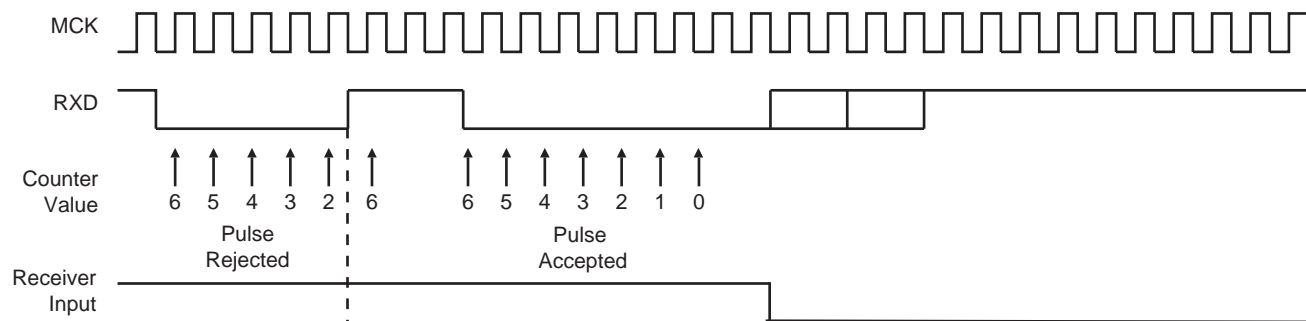 MCK
RXD
Counter
Value
6 5 4 3 2 6 6 5 4 3 2 1 0
Pulse
Rejected
Pulse
Accepted
Receiver
Input